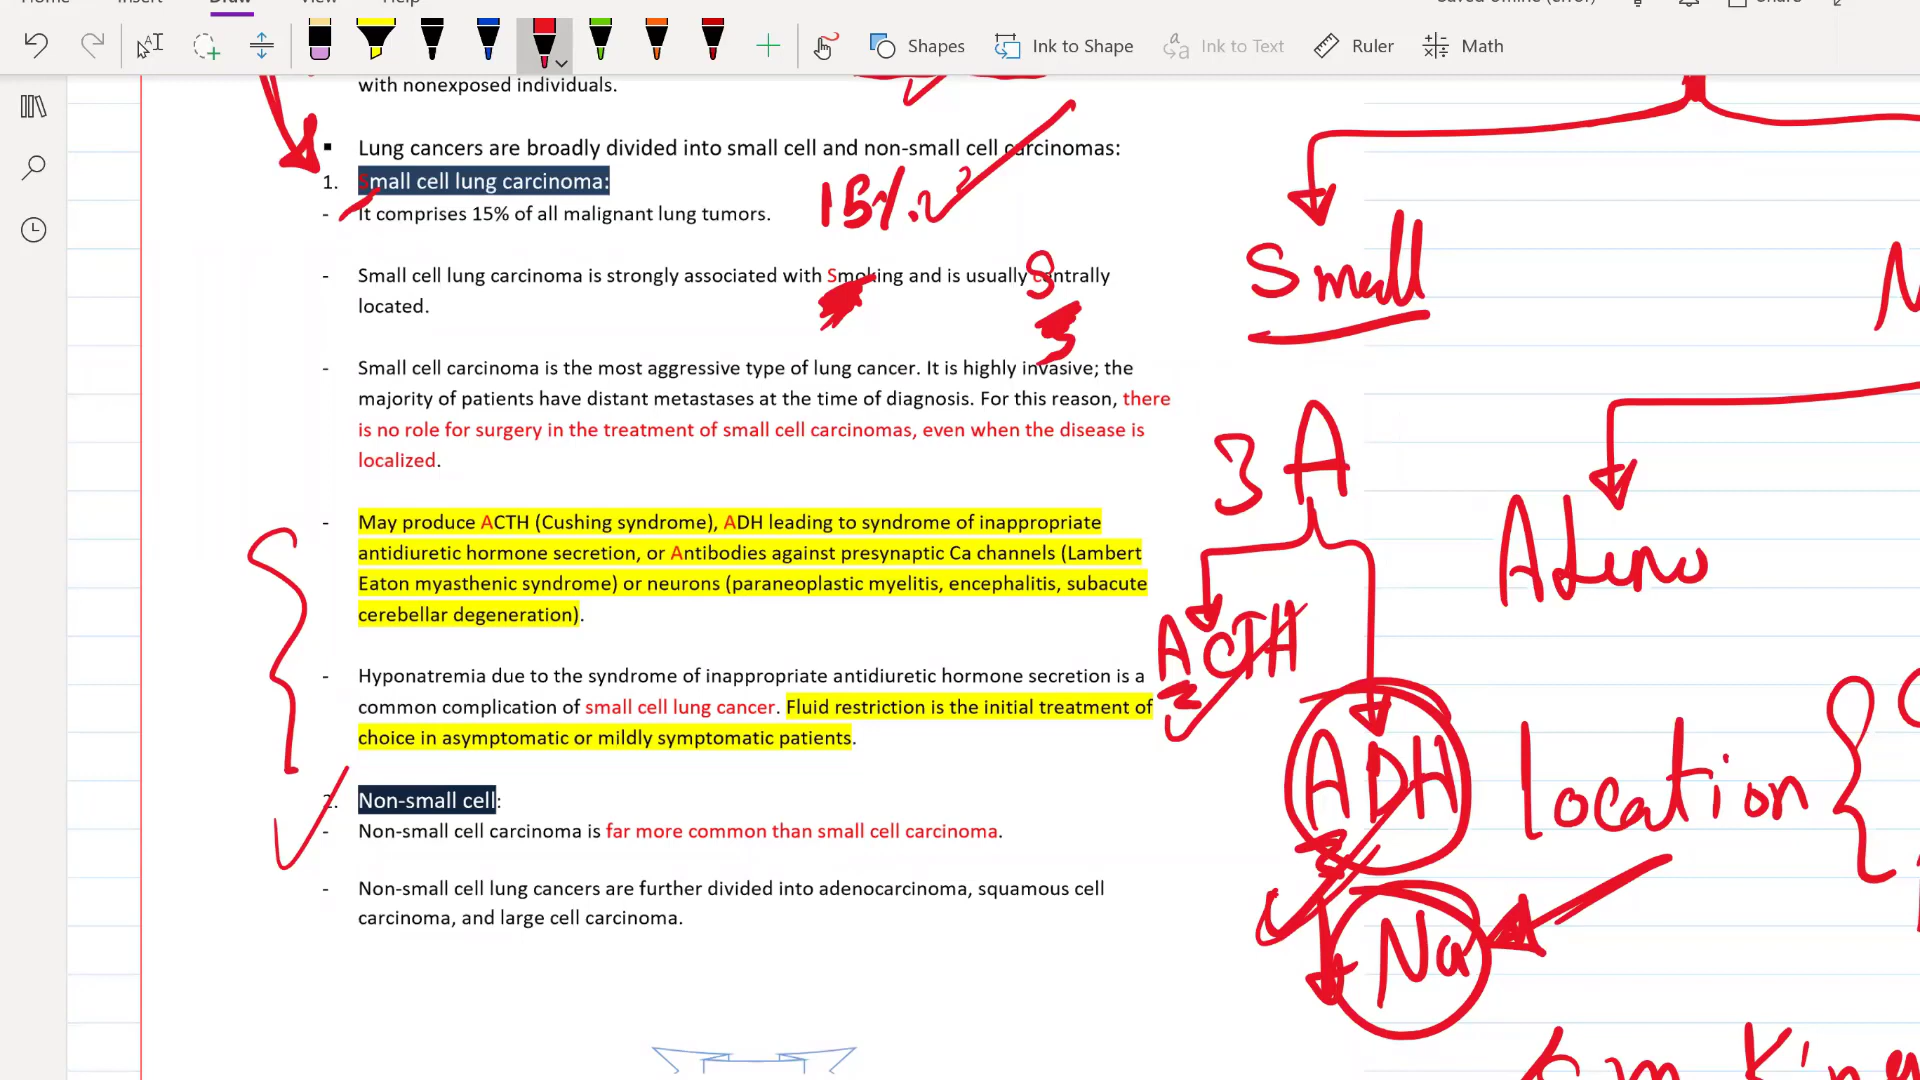 Home Insert Draw View Help Saved online (error) Share
Shapes Ink to Shape Ink to Text Ruler Math
with nonexposed individuals.
▪ Lung cancers are broadly divided into small cell and non-small cell carcinomas:
1. Small cell lung carcinoma:
- It comprises 15% of all malignant lung tumors.
15%.
- Small cell lung carcinoma is strongly associated with Smoking and is usually centrally
located.
S
Small
- Small cell carcinoma is the most aggressive type of lung cancer. It is highly invasive; the
majority of patients have distant metastases at the time of diagnosis. For this reason, there
is no role for surgery in the treatment of small cell carcinomas, even when the disease is
localized.
3 A
Adeno
- May produce ACTH (Cushing syndrome), ADH leading to syndrome of inappropriate
antidiuretic hormone secretion, or Antibodies against presynaptic Ca channels (Lambert
Eaton myasthenic syndrome) or neurons (paraneoplastic myelitis, encephalitis, subacute
cerebellar degeneration).
ACTH
- Hyponatremia due to the syndrome of inappropriate antidiuretic hormone secretion is a
common complication of small cell lung cancer. Fluid restriction is the initial treatment of
choice in asymptomatic or mildly symptomatic patients.
ADH
Location
2. Non-small cell:
- Non-small cell carcinoma is far more common than small cell carcinoma.
- Non-small cell lung cancers are further divided into adenocarcinoma, squamous cell
carcinoma, and large cell carcinoma.
Na